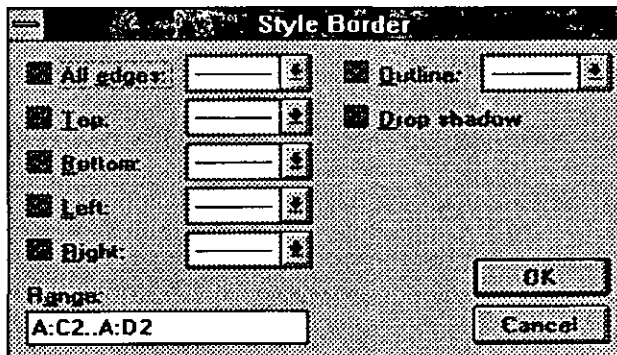 Style Border
All edges:
Outline:
Top:
Drop shadow
Bottom:
Left:
Right:
Range:
A:C2..A:D2
OK
Cancel